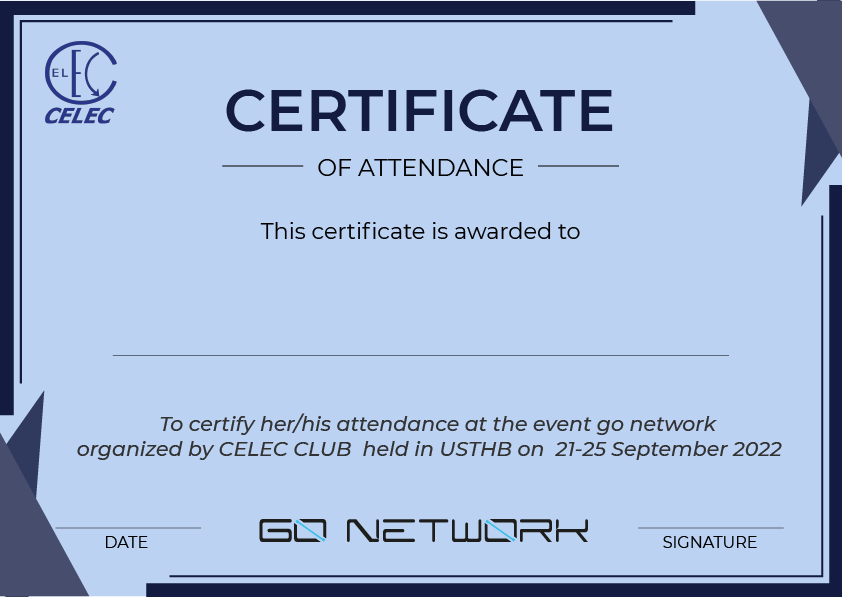 EL EC
CELEC
CERTIFICATE
OF ATTENDANCE
This certificate is awarded to
To certify her/his attendance at the event go network
organized by CELEC CLUB held in USTHB on 21-25 September 2022
DATE
GO NETWORK
SIGNATURE